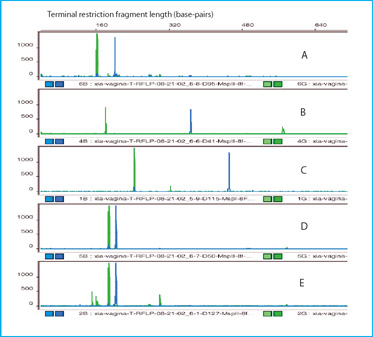 Terminal restriction fragment length (base-pairs)
160 320 480 640
1000
500
0
A
6B : xia-vagina-T-RFLP-08-21-02_6-8-D95-MspII-8f- 6G : xia-vagina-
1000
500
0
B
4B : xia-vagina-T-RFLP-08-21-02_6-6-D41-MspII-8f- 4G : xia-vagina-
1500
1000
500
0
C
1B : xia-vagina-T-RFLP-08-21-02_5-9-D115-MspII-8F- 1G : xia-vagina-
1000
500
0
D
5B : xia-vagina-T-RFLP-08-21-02_6-7-D50-MspII-8f- 5G : xia-vagina-
1000
500
0
E
2B : xia-vagina-T-RFLP-08-21-02_6-1-D127-MspII-8f 2G : xia-vagina-